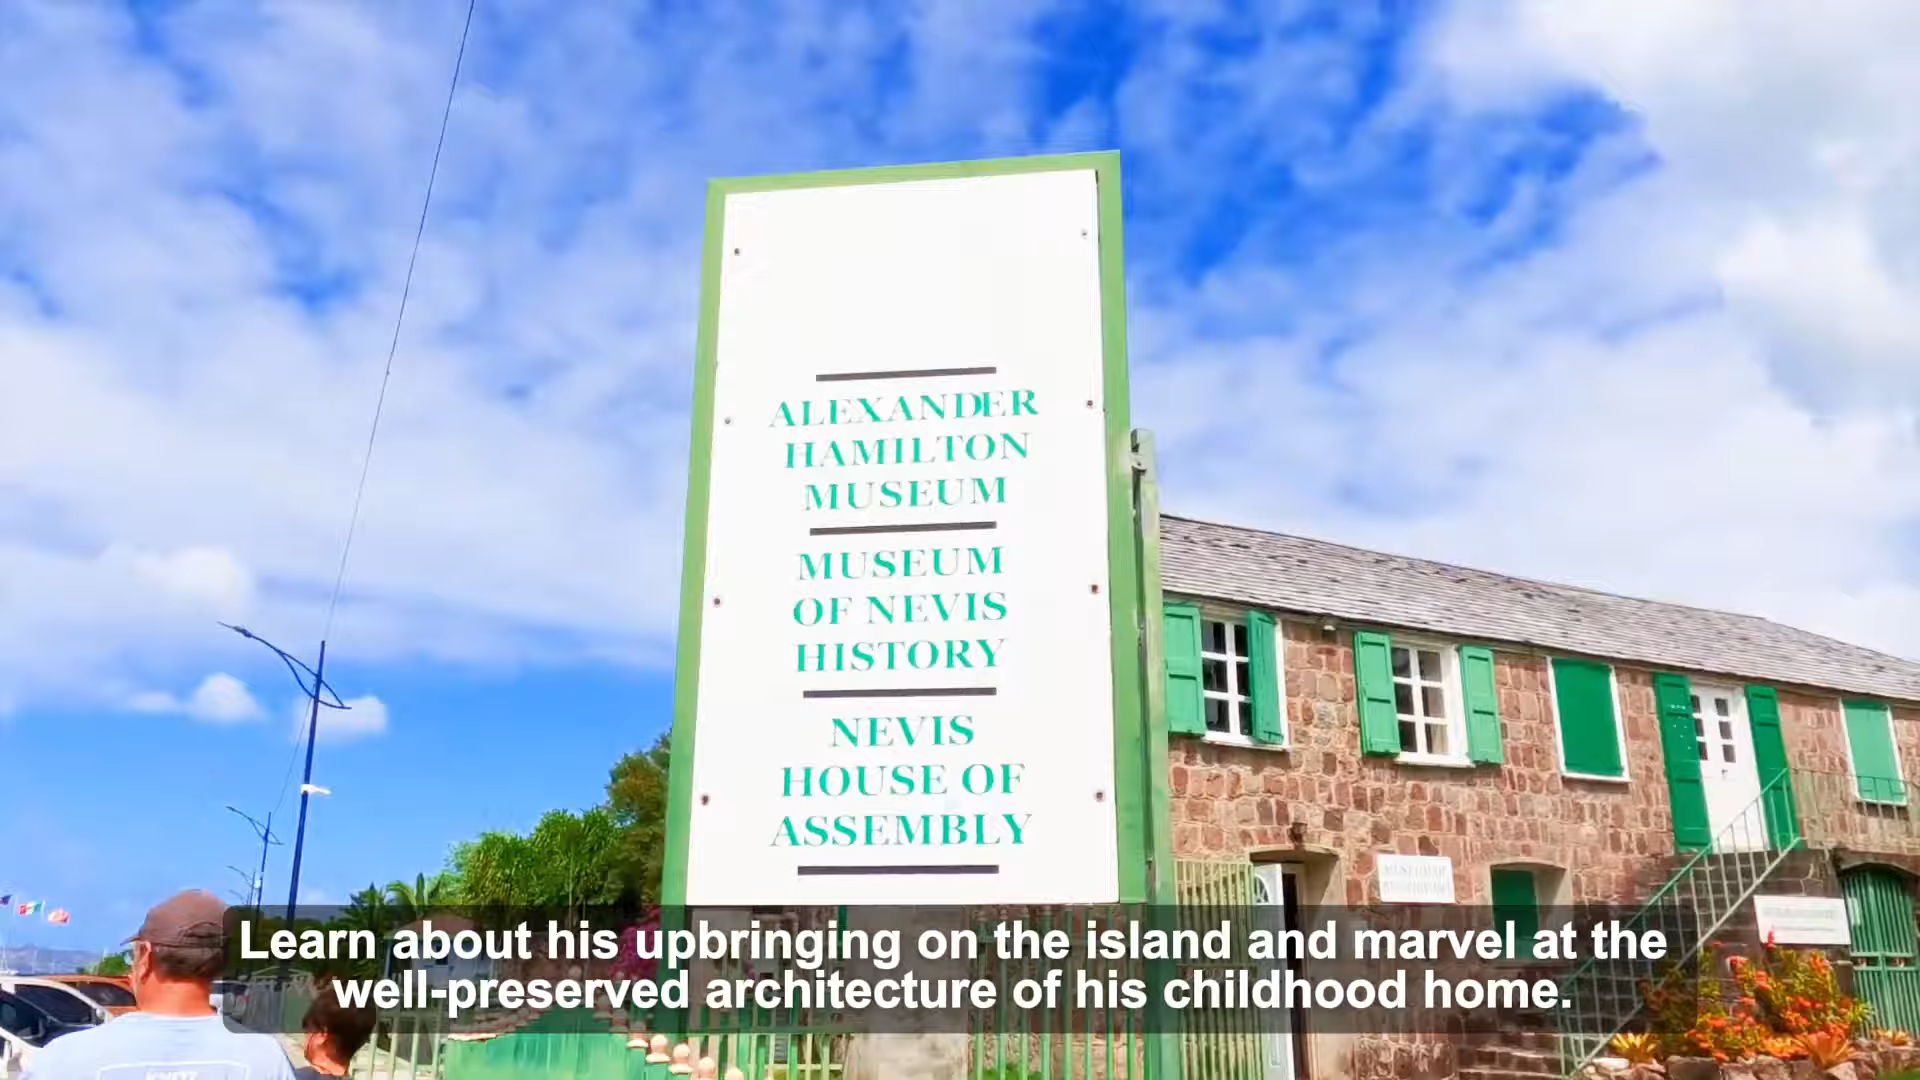 ALEXANDER
HAMILTON
MUSEUM
MUSEUM
OF NEVIS
HISTORY
NEVIS
HOUSE OF
ASSEMBLY
Learn about his upbringing on the island and marvel at the
well-preserved architecture of his childhood home.